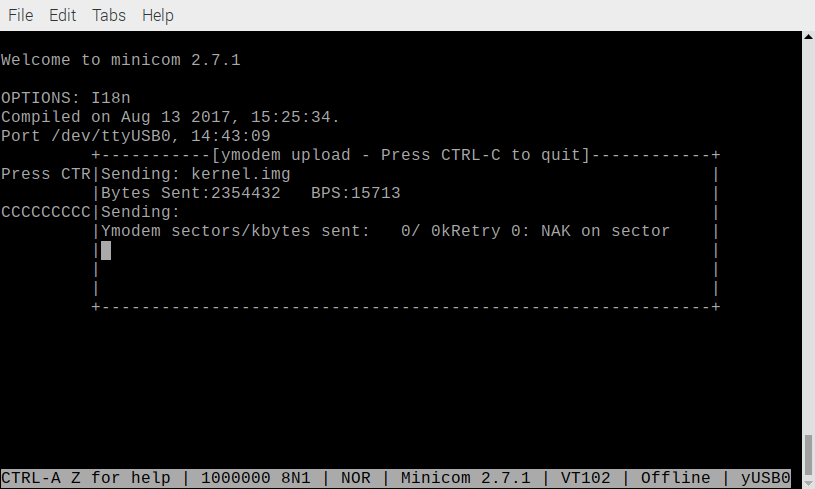 File Edit Tabs Help
Welcome to minicom 2.7.1
OPTIONS: I18n
Compiled on Aug 13 2017, 15:25:34.
Port /dev/ttyUSB0, 14:43:09
+-----------[ymodem upload - Press CTRL-C to quit]------------+
Press CTR|Sending: kernel.img |
|Bytes Sent:2354432 BPS:15713 |
CCCCCCCCC|Sending: |
|Ymodem sectors/kbytes sent: 0/ 0kRetry 0: NAK on sector |
| |
| |
| |
+-------------------------------------------------------------+
CTRL-A Z for help | 1000000 8N1 | NOR | Minicom 2.7.1 | VT102 | Offline | yUSB0